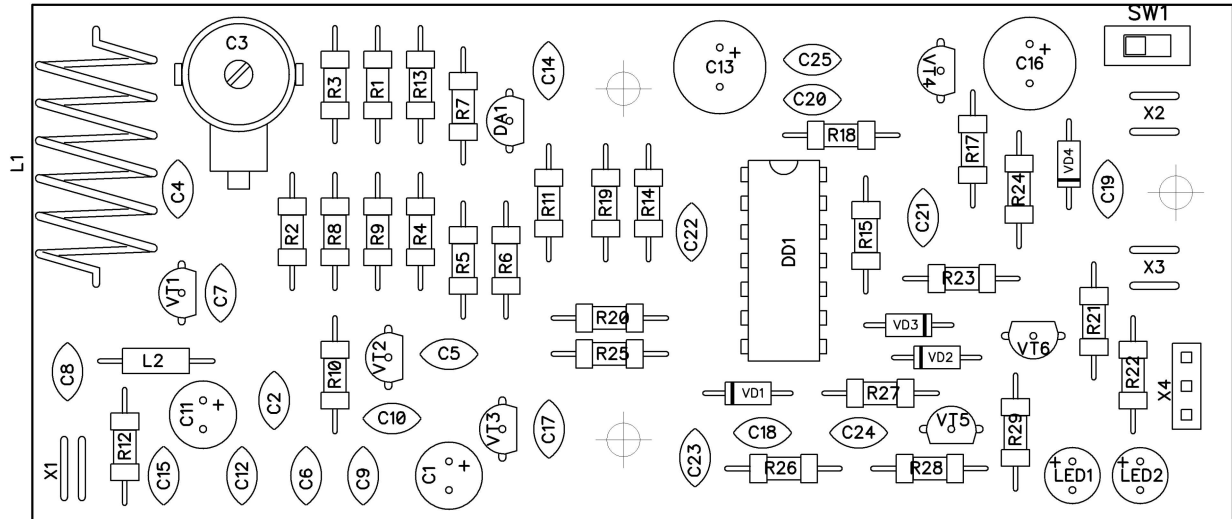 SW1
C3
C14
C13
+
C25
C20
VT4
C16
+
X2
R3
R1
R13
R7
DA1
R18
R17
VD4
L1
C4
R11
R19
R14
R24
C19
R2
R8
R9
R4
R5
R6
C22
DD1
R15
C21
X3
VT1
C7
R23
R20
R21
VD3
VT6
VT2
C5
R25
VD2
L2
C8
R10
R22
X4
C11
+
C2
C10
VD1
R27
VT3
C17
C18
C24
VT5
R29
R12
X1
C15
C12
C6
C9
C1
+
C23
R26
R28
+
LED1
+
LED2